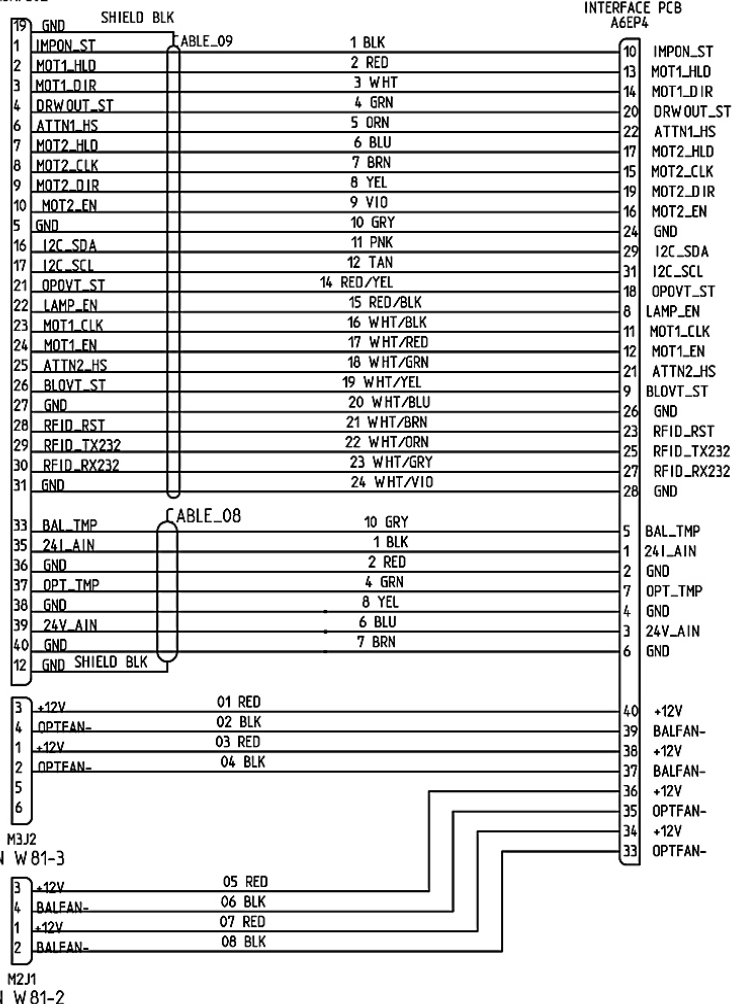 INTERFACE PCB
A6EP4
SHIELD BLK
19 GND
CABLE_09
1 IMPON_ST 1 BLK 10 IMPON_ST
2 MOT1_HLD 2 RED 13 MOT1_HLD
3 MOT1_DIR 3 WHT 14 MOT1_DIR
4 DRWOUT_ST 4 GRN 20 DRWOUT_ST
6 ATTN1_HS 5 ORN 22 ATTN1_HS
7 MOT2_HLD 6 BLU 17 MOT2_HLD
8 MOT2_CLK 7 BRN 15 MOT2_CLK
9 MOT2_DIR 8 YEL 19 MOT2_DIR
10 MOT2_EN 9 VIO 16 MOT2_EN
5 GND 10 GRY 24 GND
16 I2C_SDA 11 PNK 29 I2C_SDA
17 I2C_SCL 12 TAN 31 I2C_SCL
21 OPOVT_ST 14 RED/YEL 18 OPOVT_ST
22 LAMP_EN 15 RED/BLK 8 LAMP_EN
23 MOT1_CLK 16 WHT/BLK 11 MOT1_CLK
24 MOT1_EN 17 WHT/RED 12 MOT1_EN
25 ATTN2_HS 18 WHT/GRN 21 ATTN2_HS
26 BLOVT_ST 19 WHT/YEL 9 BLOVT_ST
27 GND 20 WHT/BLU 26 GND
28 RFID_RST 21 WHT/BRN 23 RFID_RST
29 RFID_TX232 22 WHT/ORN 25 RFID_TX232
30 RFID_RX232 23 WHT/GRY 27 RFID_RX232
31 GND 24 WHT/VIO 28 GND
CABLE_08
33 BAL_TMP 10 GRY 5 BAL_TMP
35 24I_AIN 1 BLK 1 24I_AIN
36 GND 2 RED 2 GND
37 OPT_TMP 4 GRN 7 OPT_TMP
38 GND 8 YEL 4 GND
39 24V_AIN 6 BLU 3 24V_AIN
40 GND 7 BRN 6 GND
12 GND SHIELD BLK
3 +12V 01 RED 40 +12V
4 OPTFAN- 02 BLK 39 BALFAN-
1 +12V 03 RED 38 +12V
2 OPTFAN- 04 BLK 37 BALFAN-
5 36 +12V
6 35 OPTFAN-
34 +12V
33 OPTFAN-
M3J2
N W81-3
3 +12V 05 RED
4 BALFAN- 06 BLK
1 +12V 07 RED
2 BALFAN- 08 BLK
M2J1
N W81-2